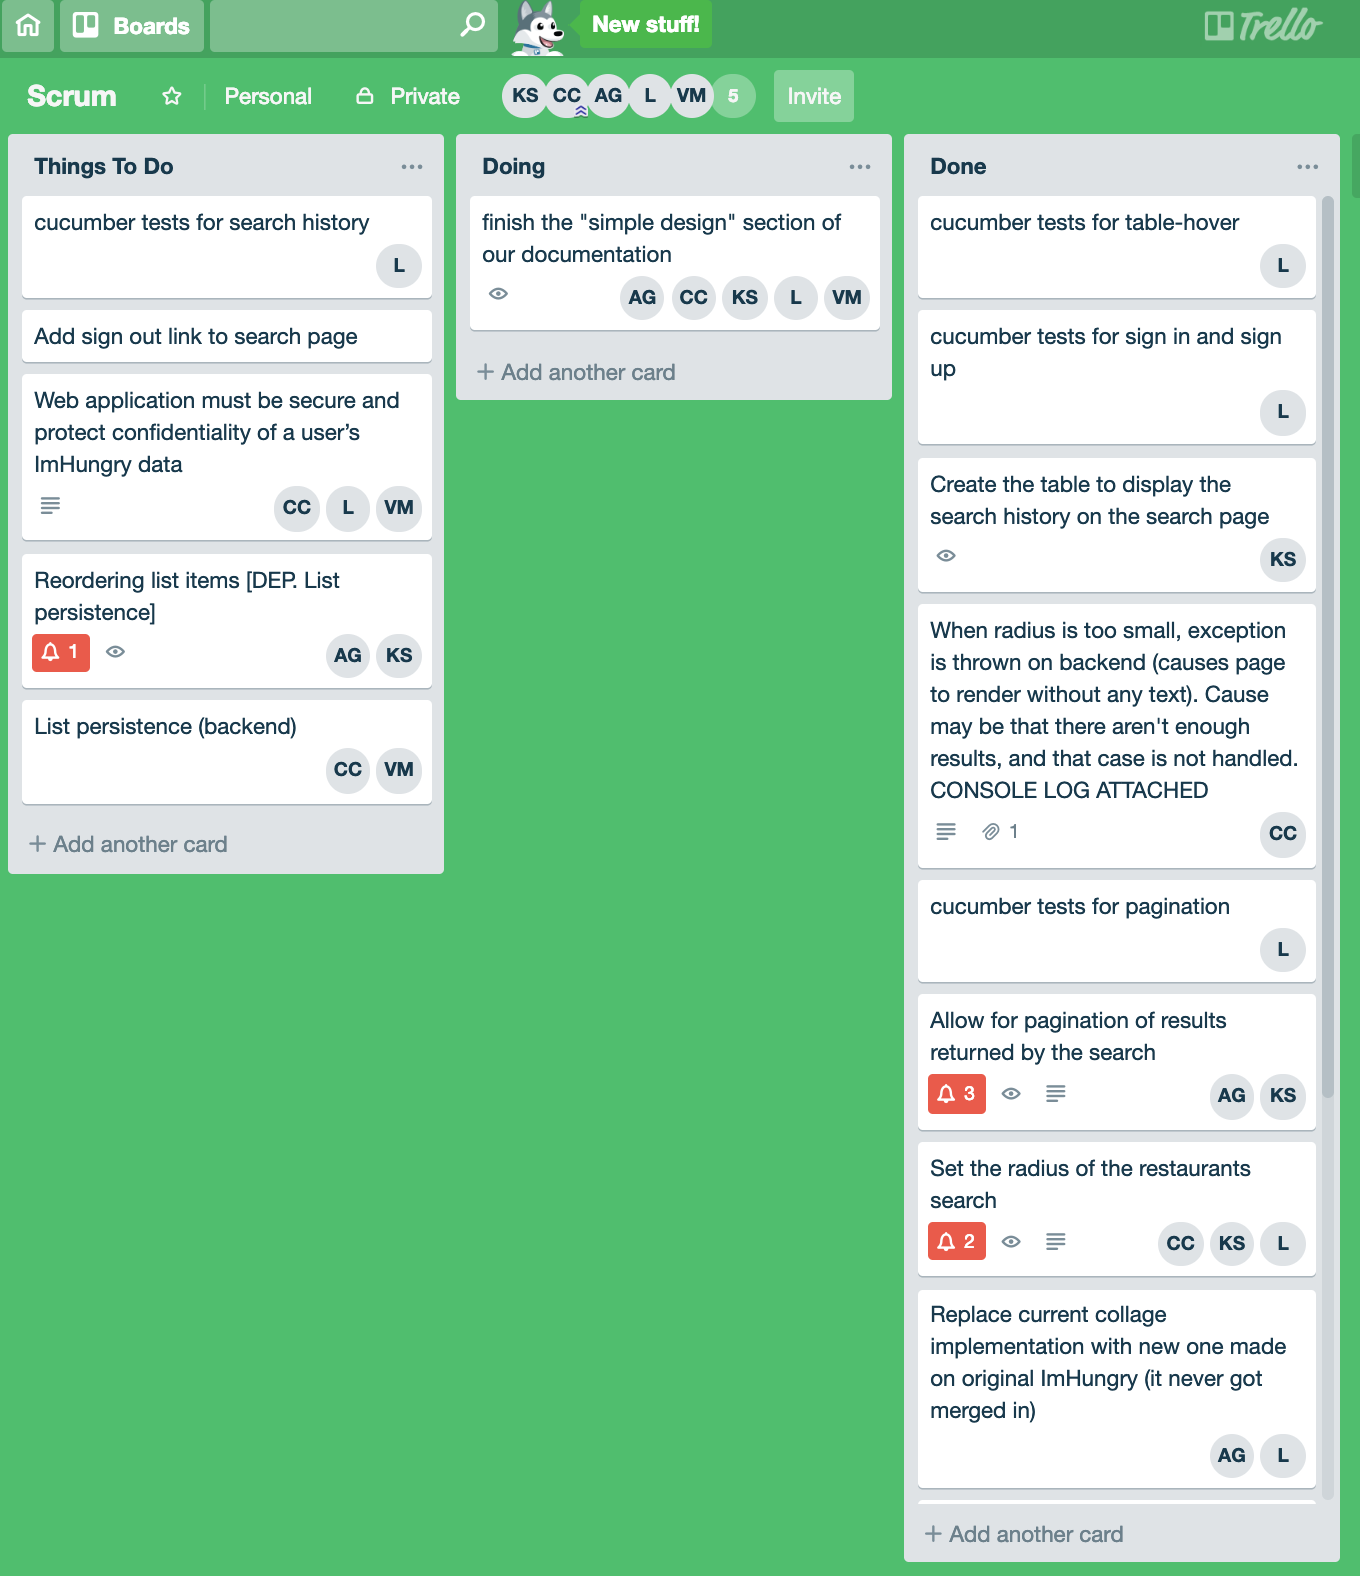 Boards
New stuff!
Trello
Scrum
Personal
Private
KS CC AG L VM 5
Invite
Things To Do
cucumber tests for search history
L
Add sign out link to search page
Web application must be secure and
protect confidentiality of a user’s
ImHungry data
CC L VM
Reordering list items [DEP. List
persistence]
1
AG KS
List persistence (backend)
CC VM
+ Add another card
Doing
finish the "simple design" section of
our documentation
AG CC KS L VM
+ Add another card
Done
cucumber tests for table-hover
L
cucumber tests for sign in and sign
up
L
Create the table to display the
search history on the search page
KS
When radius is too small, exception
is thrown on backend (causes page
to render without any text). Cause
may be that there aren't enough
results, and that case is not handled.
CONSOLE LOG ATTACHED
1
CC
cucumber tests for pagination
L
Allow for pagination of results
returned by the search
3
AG KS
Set the radius of the restaurants
search
2
CC KS L
Replace current collage
implementation with new one made
on original ImHungry (it never got
merged in)
AG L
+ Add another card